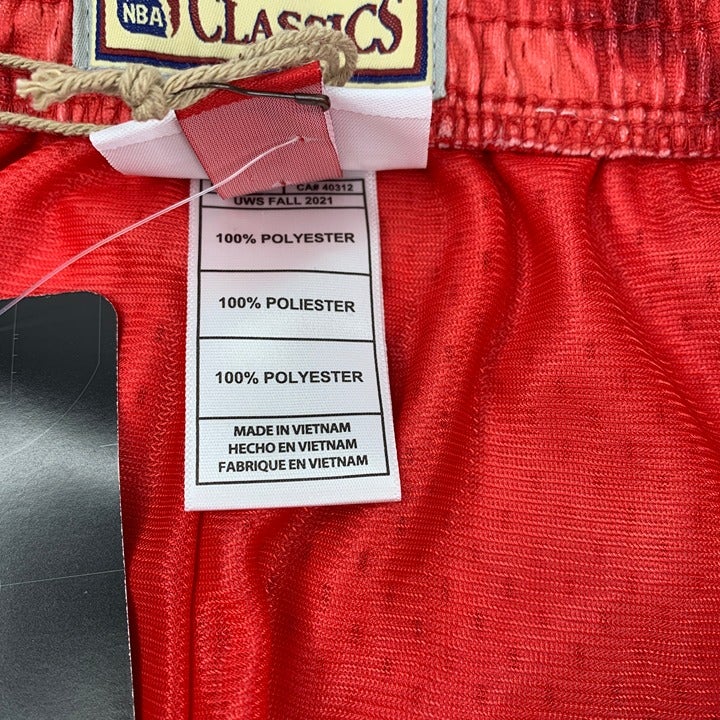 NBA
CLASSICS
CA# 40312
UWS FALL 2021
100% POLYESTER
100% POLIESTER
100% POLYESTER
MADE IN VIETNAM
HECHO EN VIETNAM
FABRIQUE EN VIETNAM